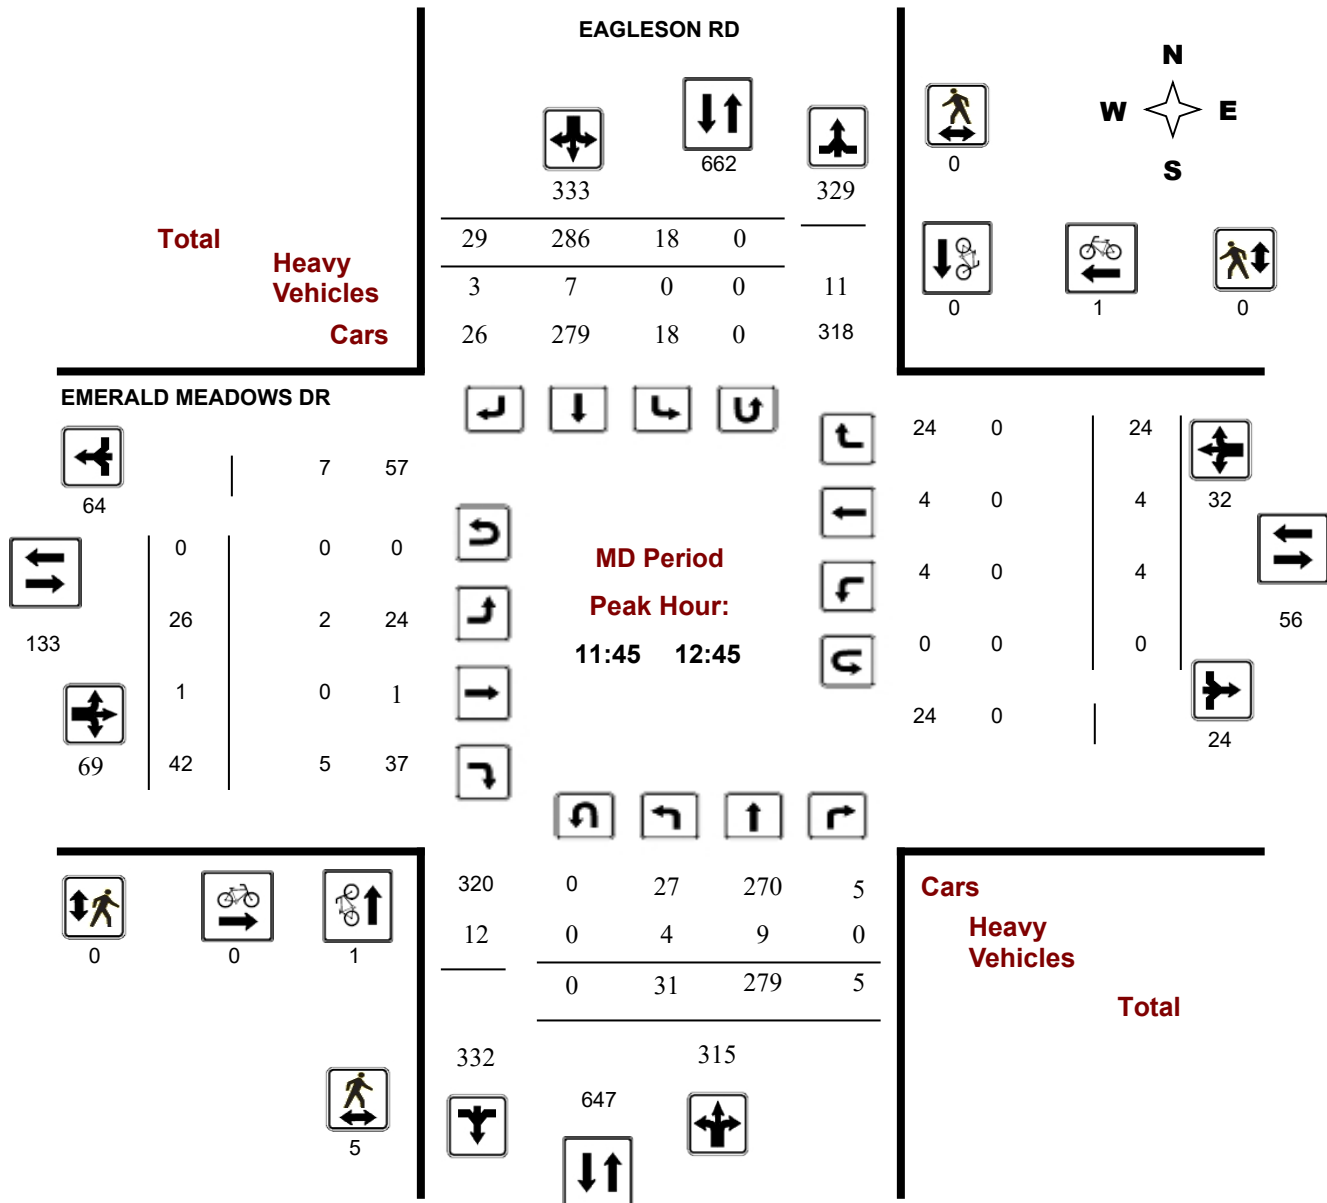 EAGLESON RD
N
W E
S
662
0
333 329
Total
29 286 18 0
Heavy
Vehicles
3 7 0 0 11
0 1 0
Cars
26 279 18 0 318
EMERALD MEADOWS DR
24 0 24
7 57
64
4 0 4 32
0 0 0
MD Period
4 0 4
Peak Hour:
26 2 24
56
133
11:45 12:45
0 0 0
1 0 1
24 0
24
69 42 5 37
320 0 27 270 5
Cars
12 0 4 9 0
Heavy
Vehicles
0 0 1
0 31 279 5
Total
332 315
647
5